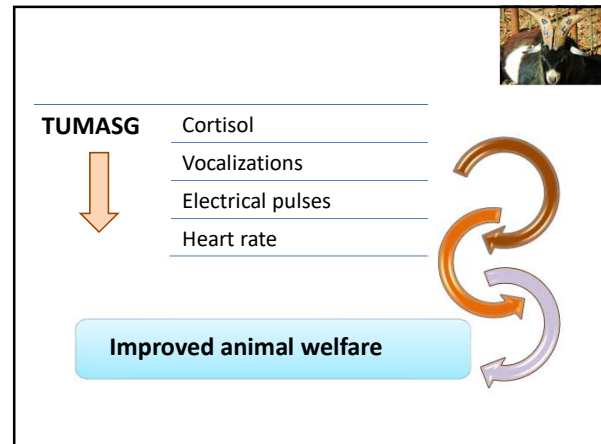 TUMASG
Cortisol
Vocalizations
Electrical pulses
Heart rate
Improved animal welfare